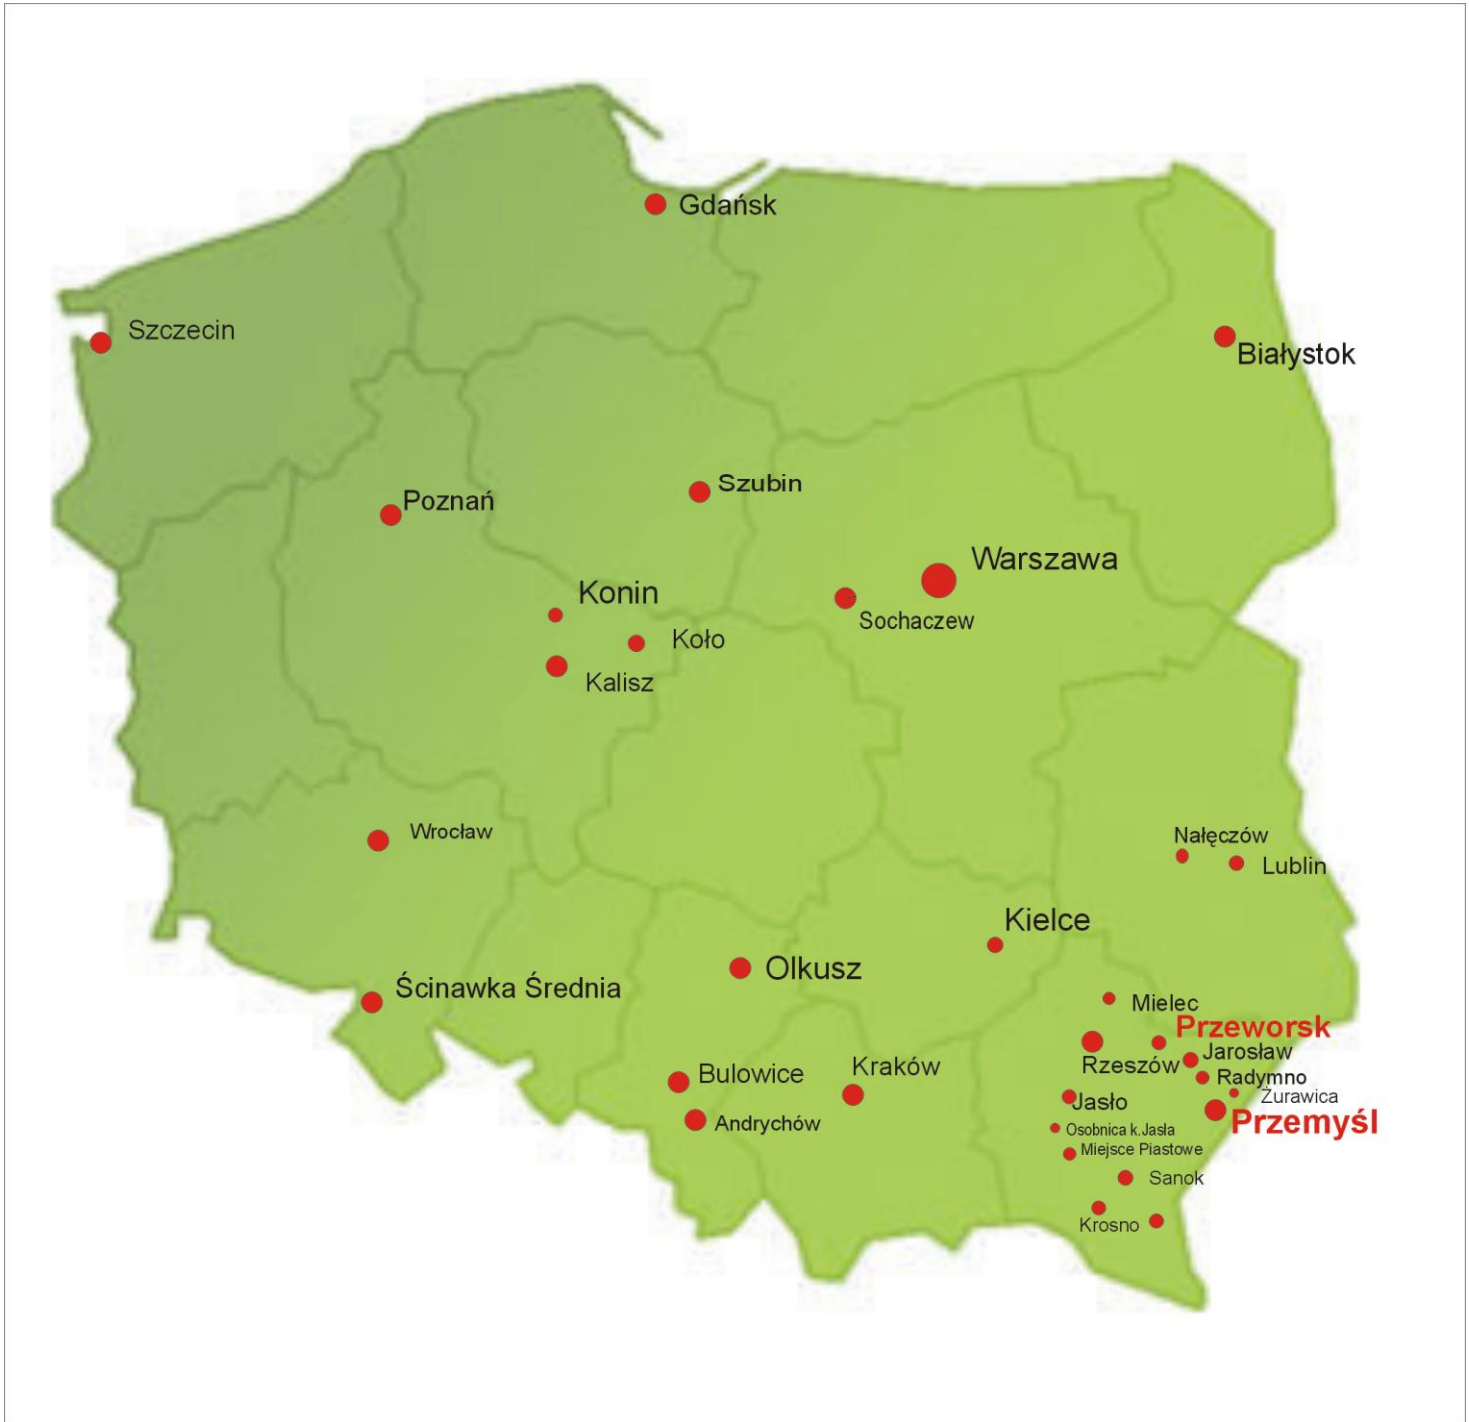 Gdańsk
Szczecin
Białystok
Szubin
Poznań
Warszawa
Konin
Sochaczew
Koło
Kalisz
Wrocław
Nałęczów
Lublin
Kielce
Olkusz
Ścinawka Średnia
Mielec
Przeworsk
Jarosław
Rzeszów
Kraków
Bulowice
Radymno
Żurawica
Jasło
Przemyśl
Andrychów
Osobnica k.Jasła
Miejsce Piastowe
Sanok
Krosno